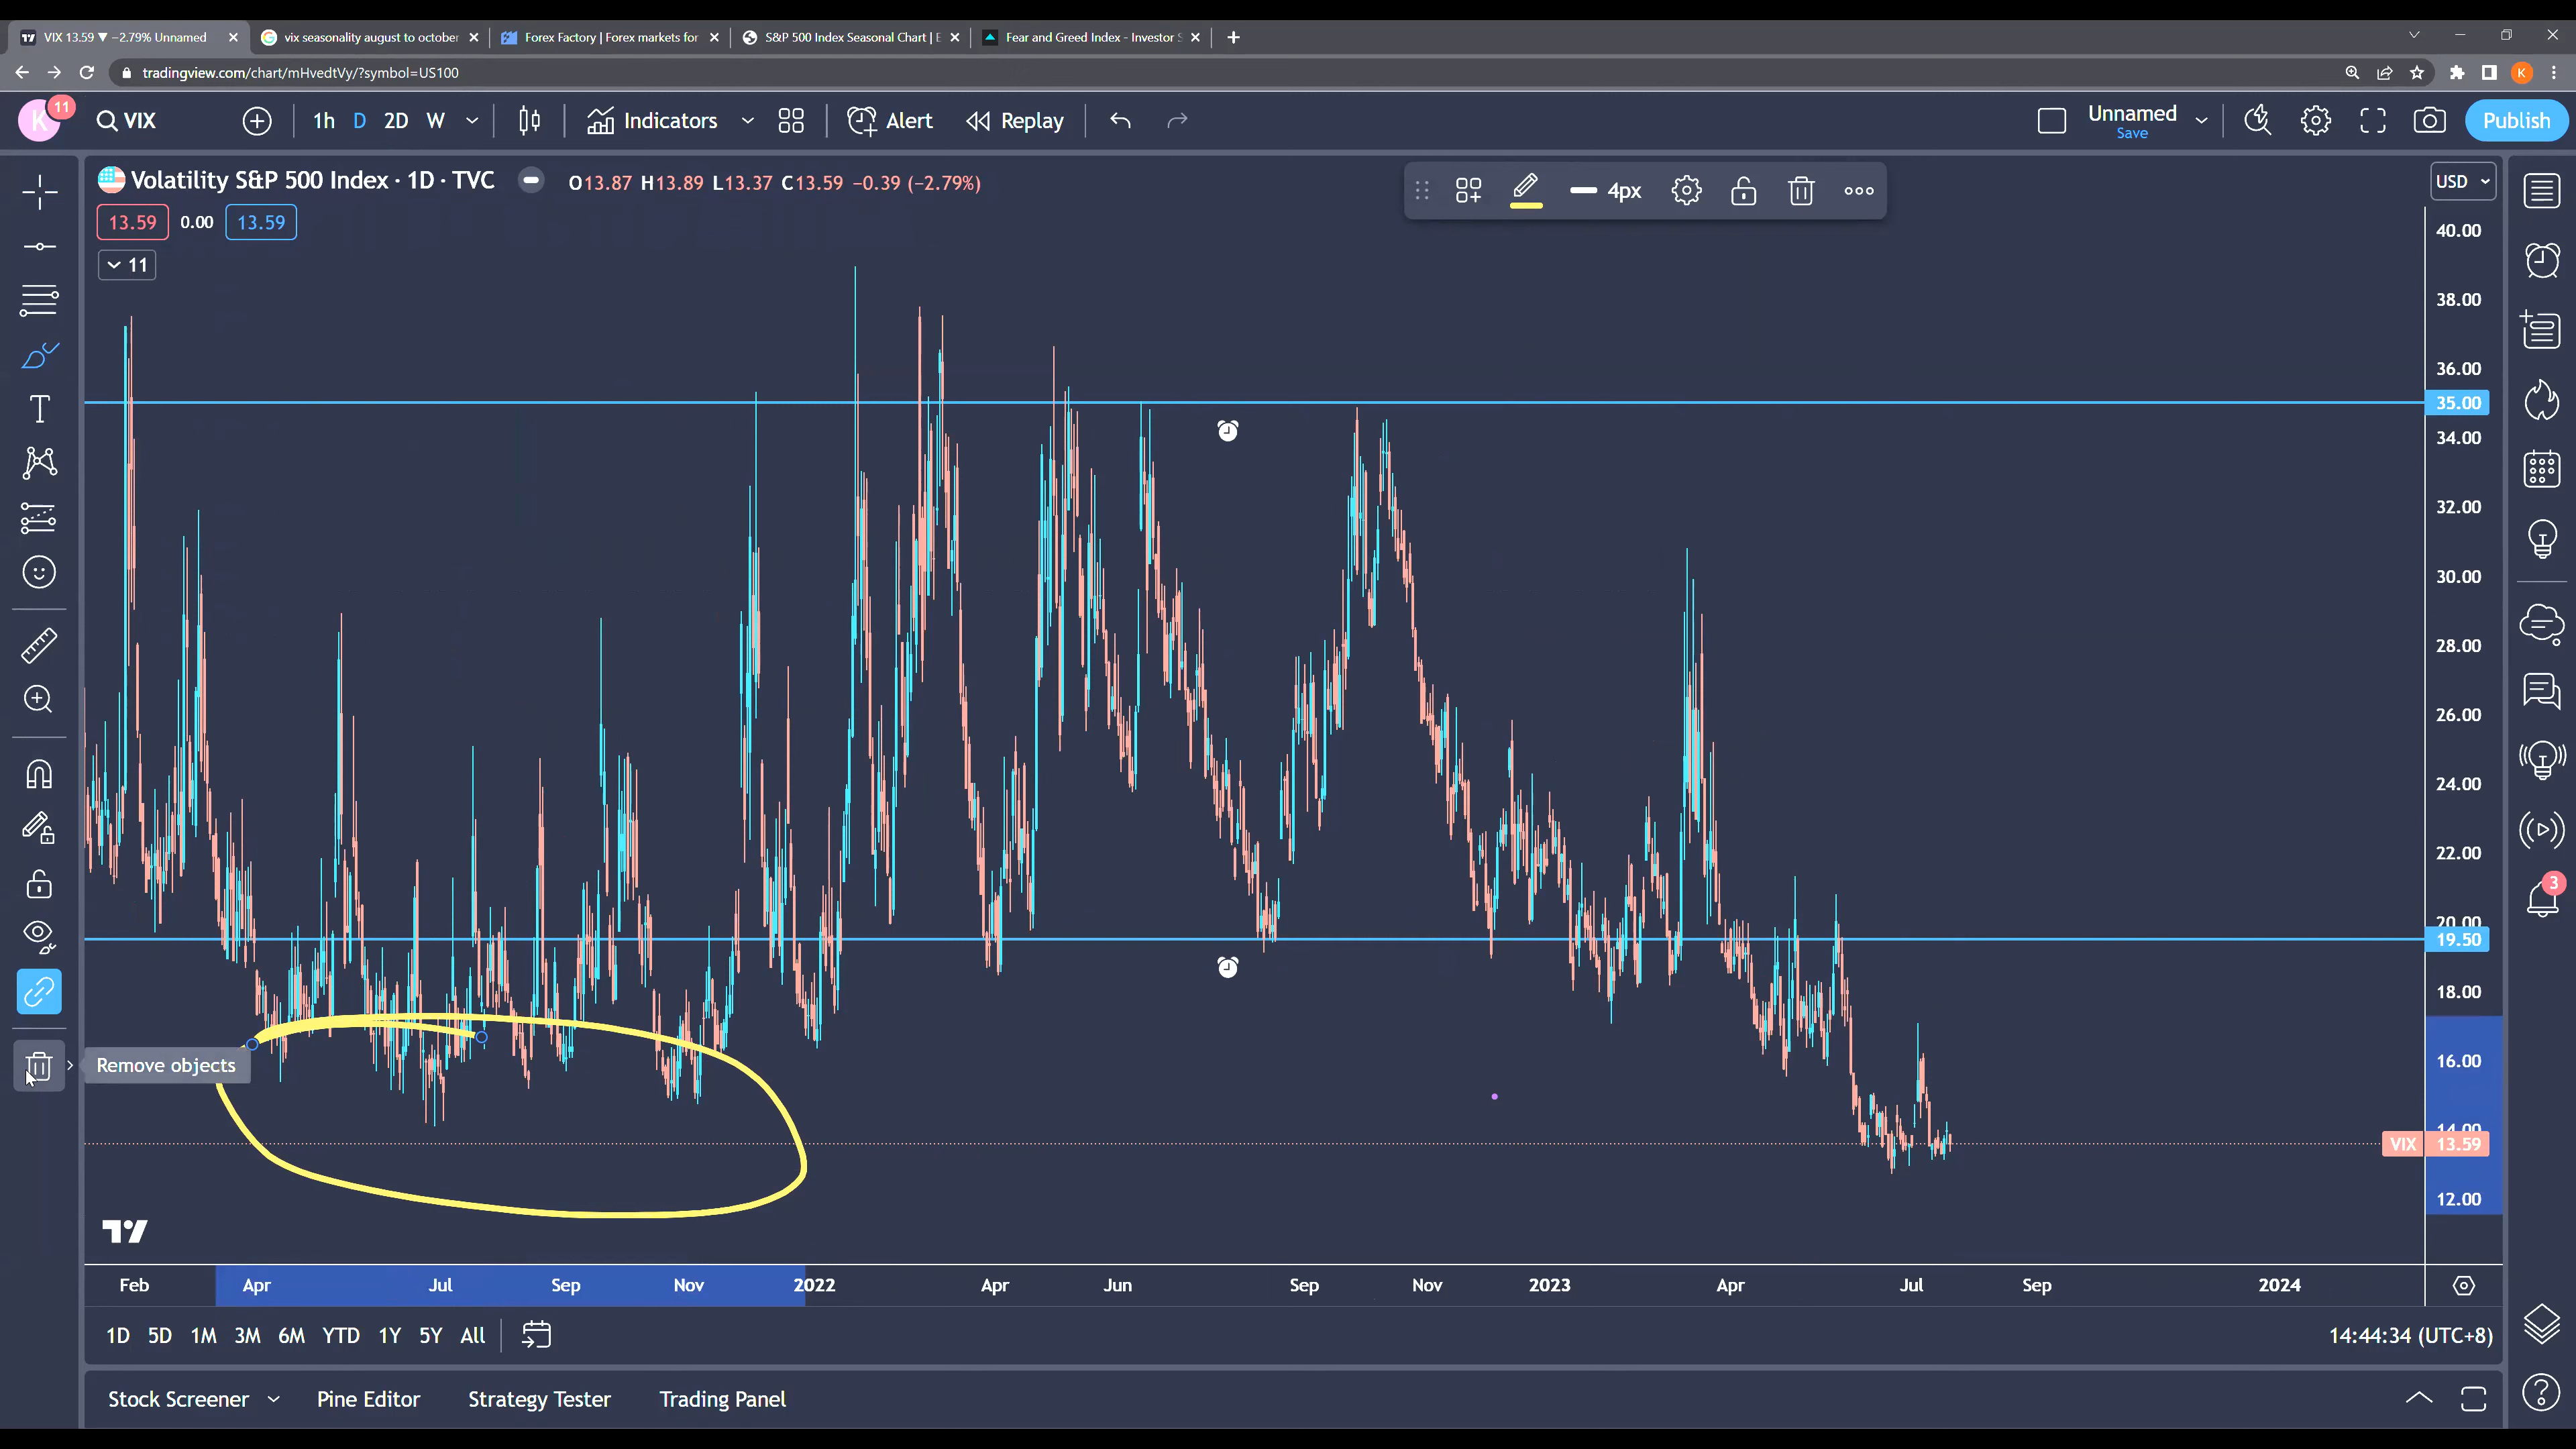 VIX 13.59 ▼ −2.79% Unnamed
vix seasonality august to october
Forex Factory | Forex markets for
S&P 500 Index Seasonal Chart | E
Fear and Greed Index - Investor S
tradingview.com/chart/mHvedtVy/?symbol=US100
K
K 11
VIX
1h D 2D W
Indicators
Alert
Replay
Unnamed
Save
Publish
Volatility S&P 500 Index · 1D · TVC
O13.87 H13.89 L13.37 C13.59 −0.39 (−2.79%)
4px
USD
13.59 0.00 13.59
11
40.00
38.00
36.00
35.00
34.00
32.00
30.00
28.00
26.00
24.00
22.00
20.00
19.50
18.00
16.00
14.00
VIX 13.59
12.00
3
T
Remove objects
Feb Apr Jul Sep Nov 2022 Apr Jun Sep Nov 2023 Apr Jul Sep 2024
1D 5D 1M 3M 6M YTD 1Y 5Y All
14:44:34 (UTC+8)
Stock Screener Pine Editor Strategy Tester Trading Panel